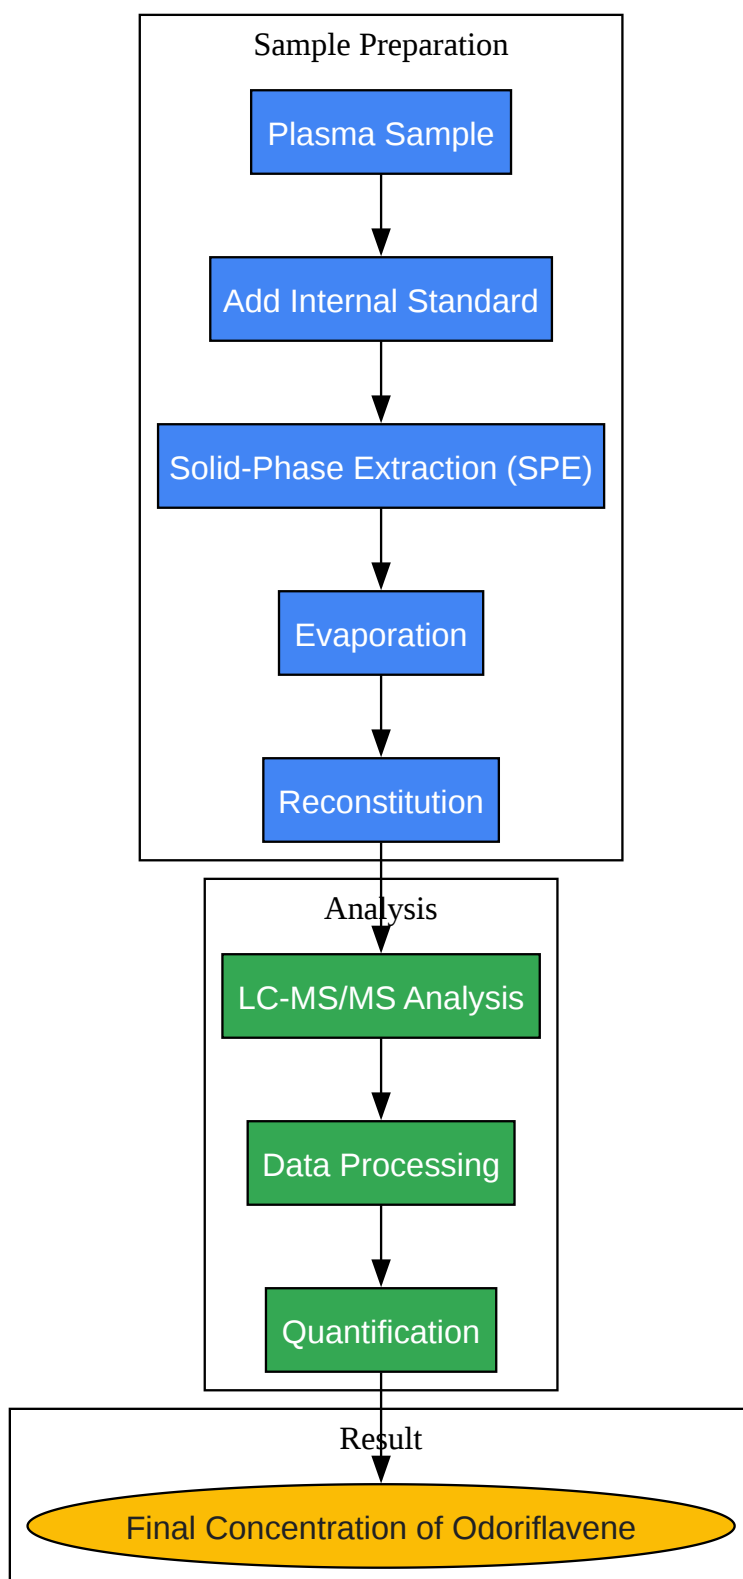 Sample Preparation
Plasma Sample
Add Internal Standard
Solid-Phase Extraction (SPE)
Evaporation
Reconstitution
Analysis
LC-MS/MS Analysis
Data Processing
Quantification
Result
Final Concentration of Odoriflavene